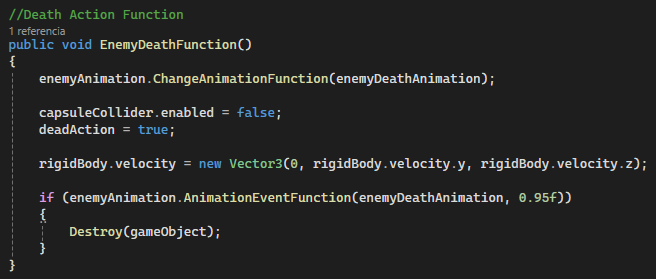 //Death Action Function
1 referencia
public void EnemyDeathFunction()
{
enemyAnimation.ChangeAnimationFunction(enemyDeathAnimation);
capsuleCollider.enabled = false;
deadAction = true;
rigidBody.velocity = new Vector3(0, rigidBody.velocity.y, rigidBody.velocity.z);
if (enemyAnimation.AnimationEventFunction(enemyDeathAnimation, 0.95f))
{
Destroy(gameObject);
}
}